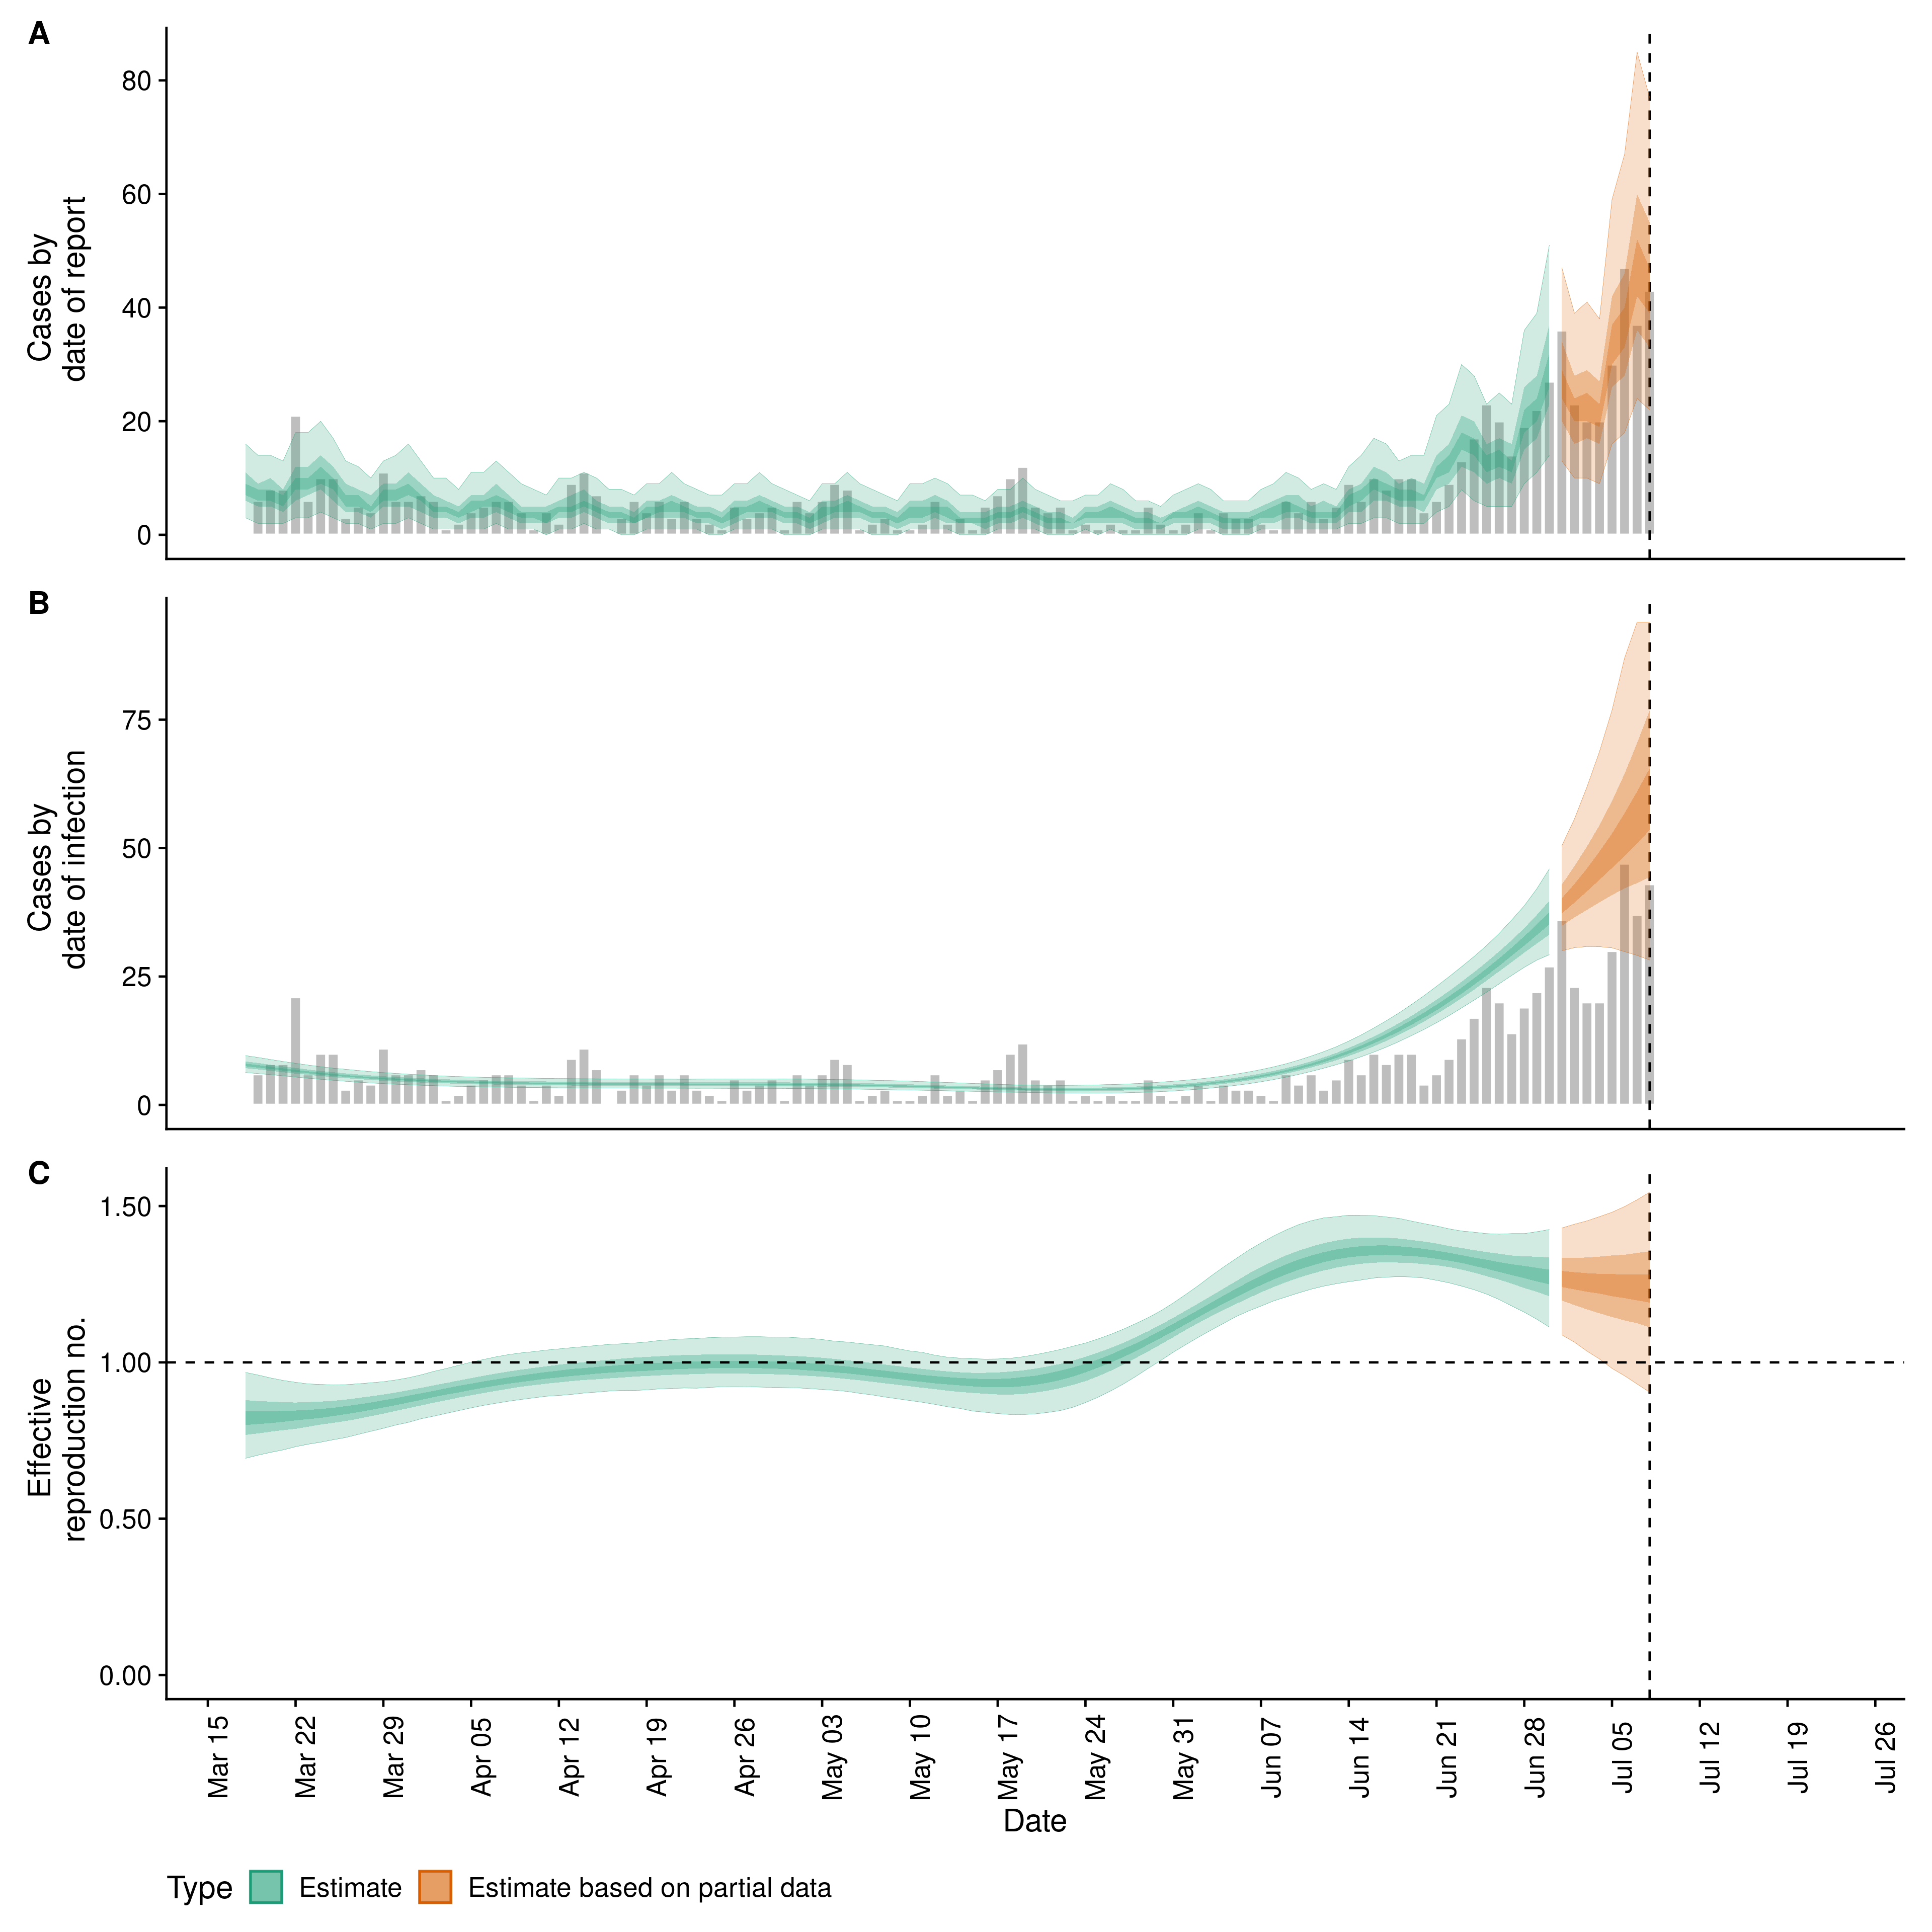 A
80
60
40
20
0
Cases by
date of report
B
75
50
25
0
Cases by
date of infection
C
1.50
1.00
0.50
0.00
Effective
reproduction no.
Mar 15
Mar 22
Mar 29
Apr 05
Apr 12
Apr 19
Apr 26
May 03
May 10
May 17
May 24
May 31
Jun 07
Jun 14
Jun 21
Jun 28
Jul 05
Jul 12
Jul 19
Jul 26
Date
Type Estimate Estimate based on partial data